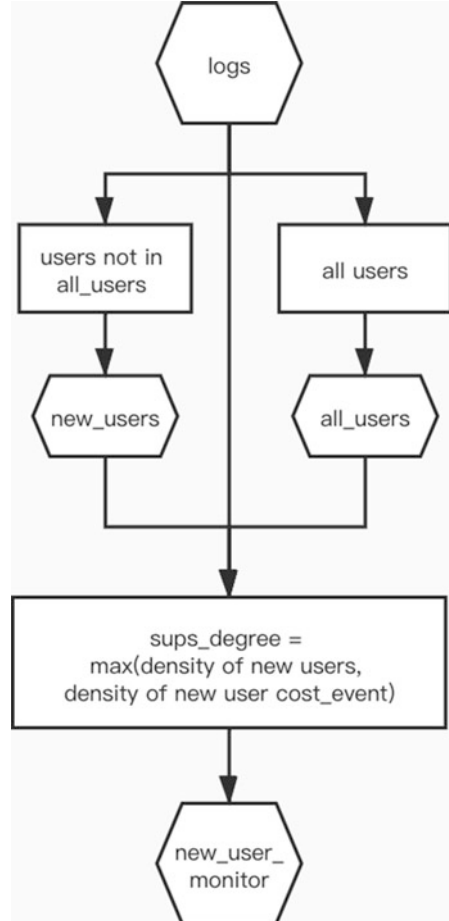 logs
users not in
all_users
all users
new_users
all_users
sups_degree =
max(density of new users,
density of new user cost_event)
new_user_
monitor